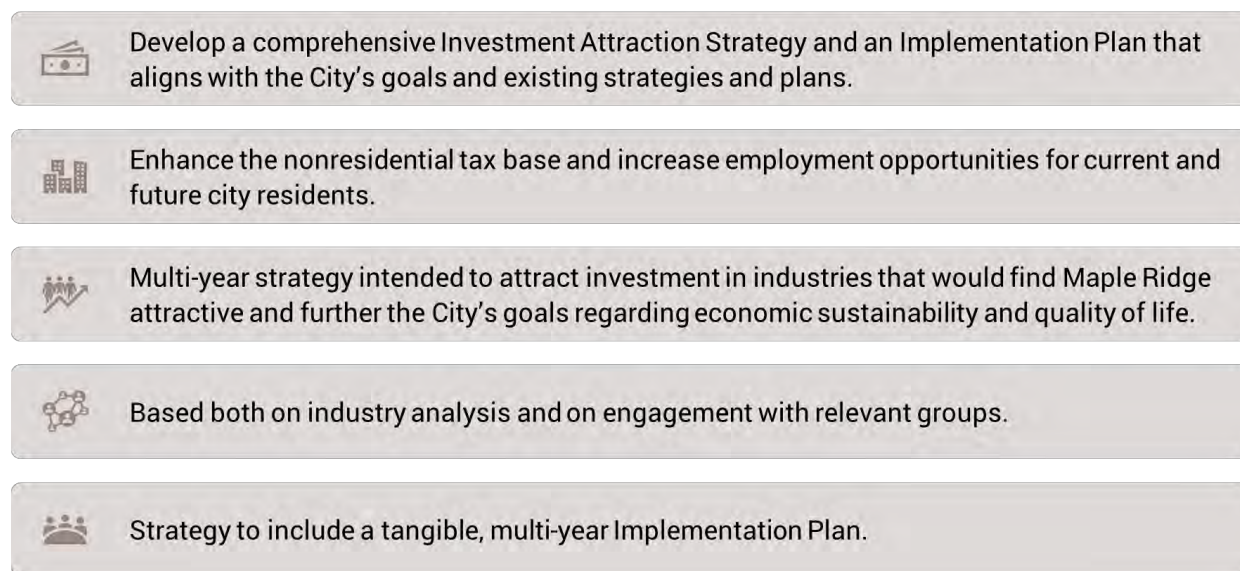 Develop a comprehensive Investment Attraction Strategy and an Implementation Plan that
aligns with the City's goals and existing strategies and plans.
Enhance the nonresidential tax base and increase employment opportunities for current and
future city residents.
Multi-year strategy intended to attract investment in industries that would find Maple Ridge
attractive and further the City's goals regarding economic sustainability and quality of life.
Based both on industry analysis and on engagement with relevant groups.
Strategy to include a tangible, multi-year Implementation Plan.